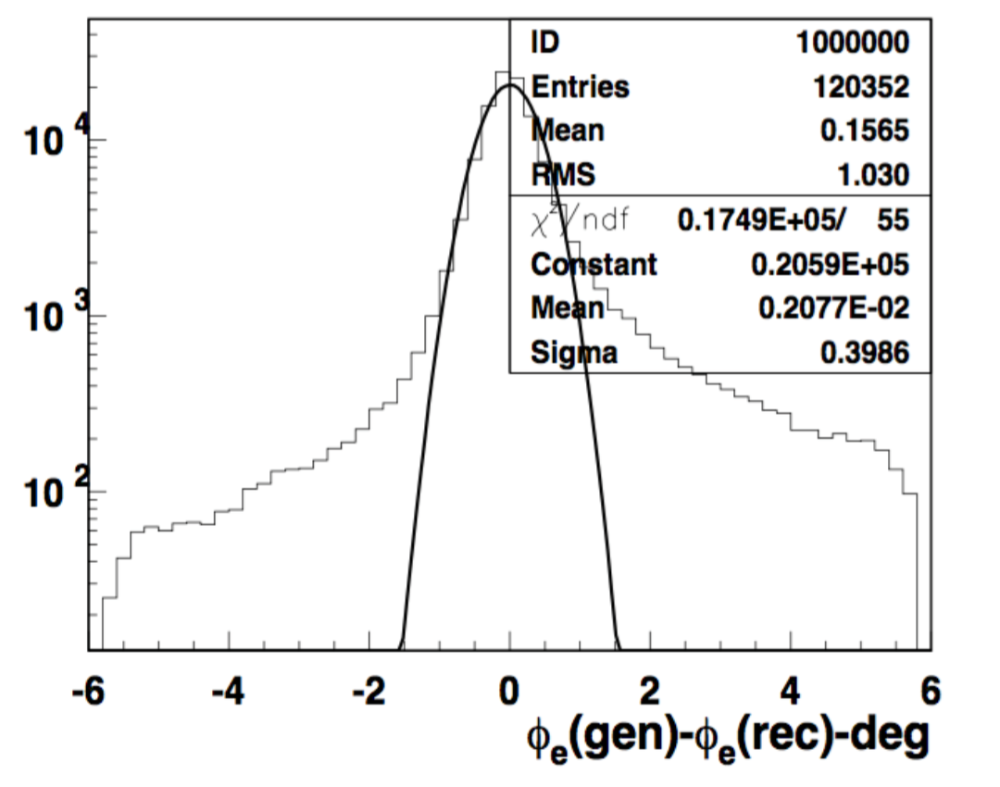 ID 1000000
Entries 120352
Mean 0.1565
RMS 1.030
χ²/ndf 0.1749E+05/ 55
Constant 0.2059E+05
Mean 0.2077E-02
Sigma 0.3986
10⁴
10³
10²
-6 -4 -2 0 2 4 6
ϕₑ(gen)-ϕₑ(rec)-deg